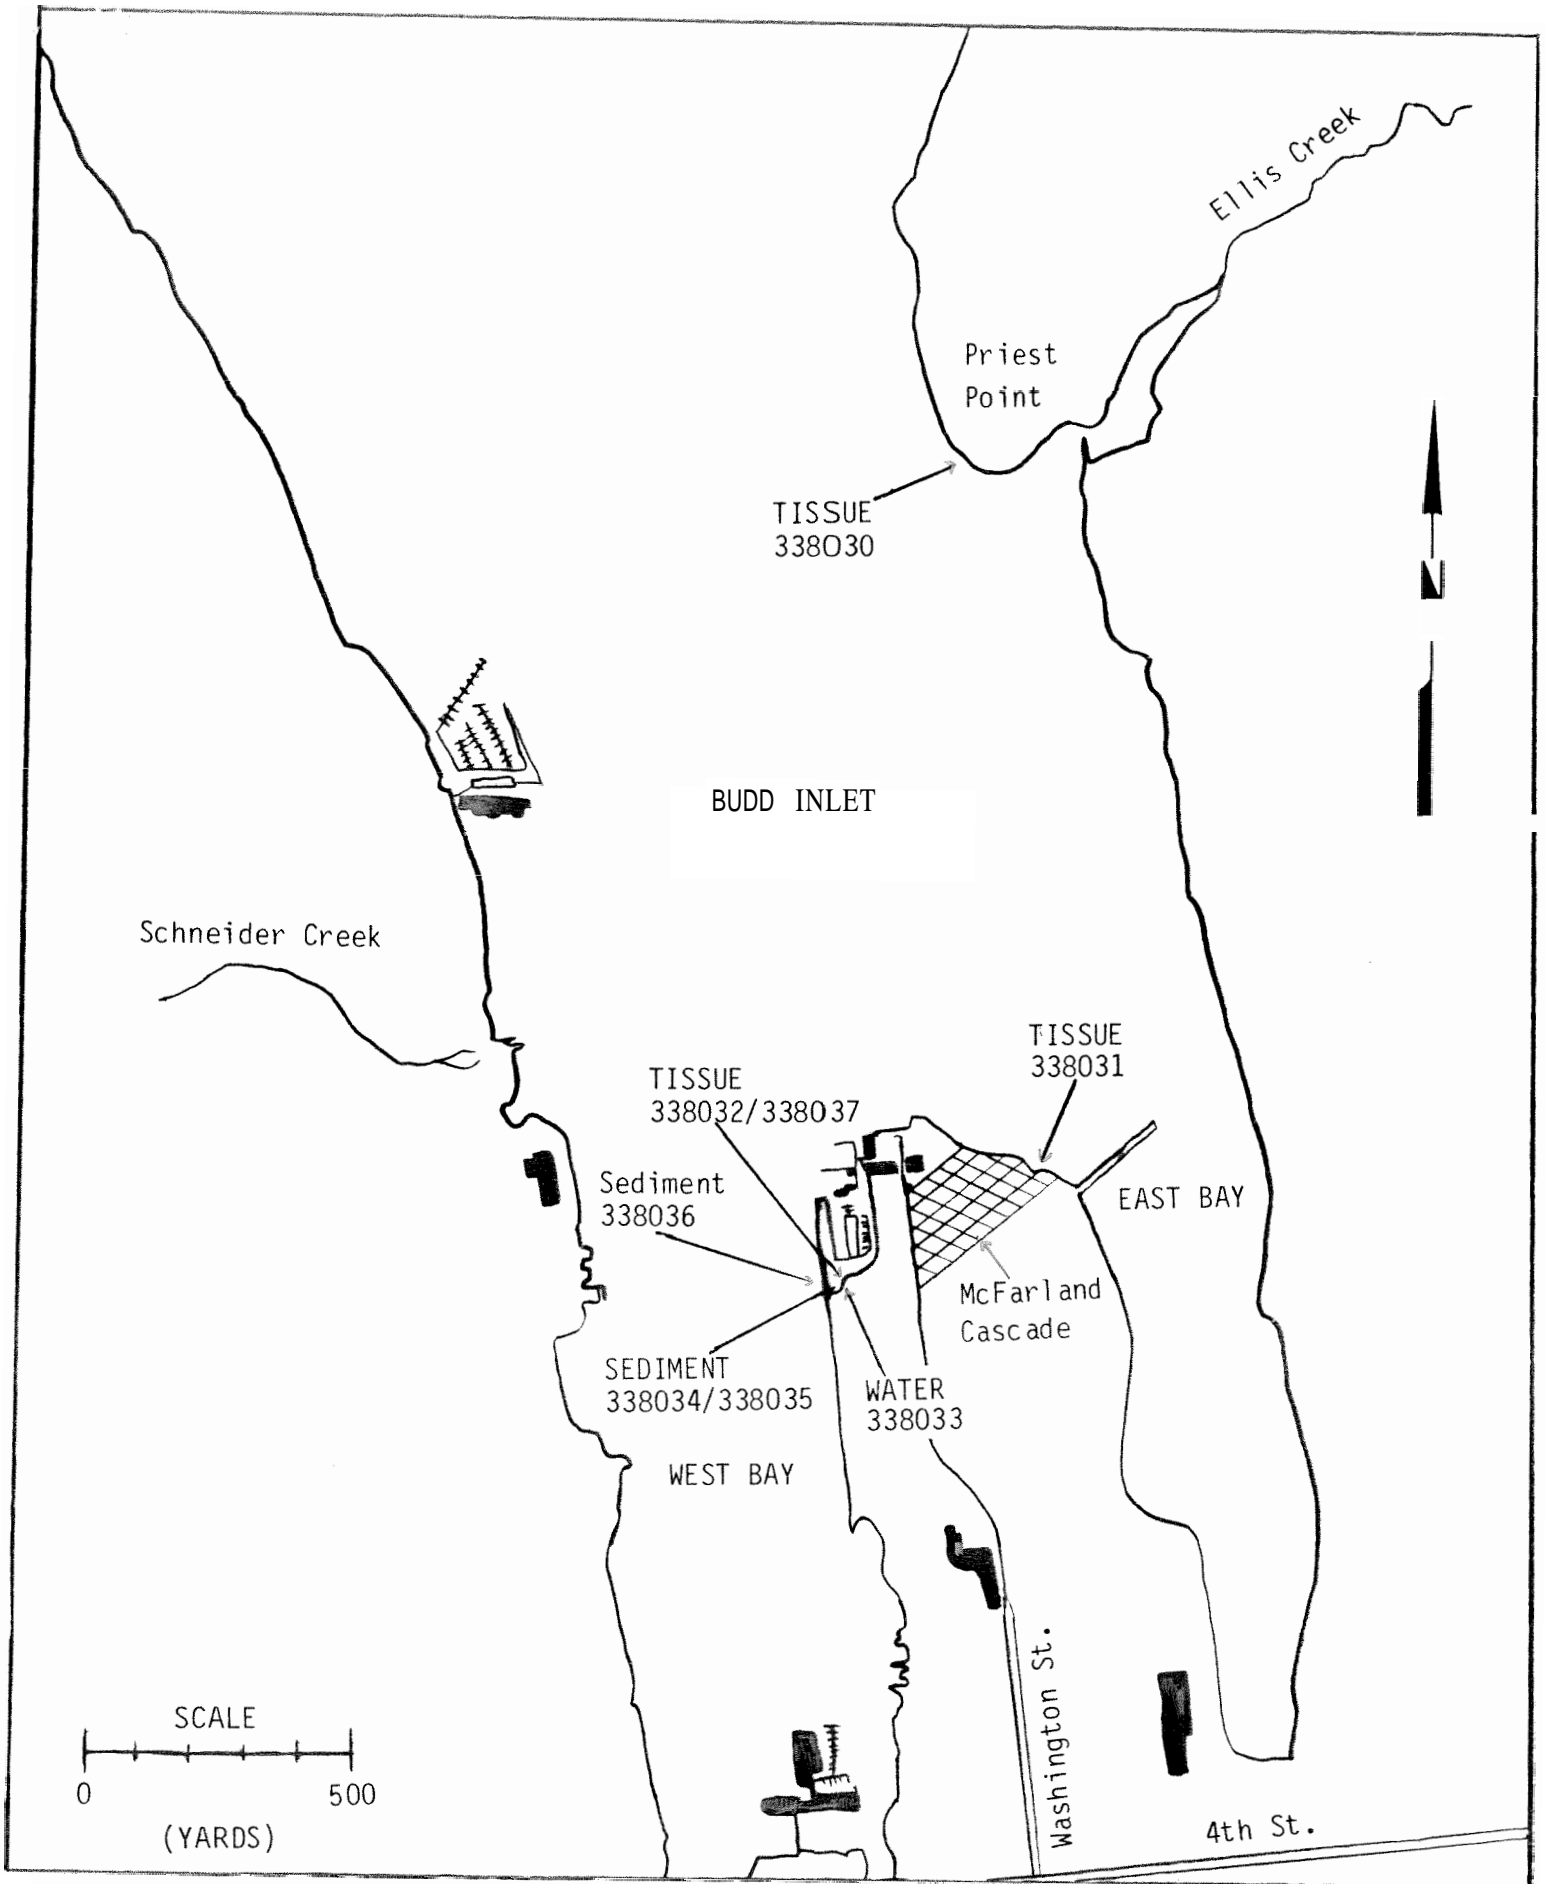 Ellis Creek
Priest
Point
TISSUE
338030
N
BUDD INLET
Schneider Creek
TISSUE
338031
TISSUE
338032/338037
Sediment
338036
EAST BAY
McFarland
Cascade
SEDIMENT
338034/338035
WATER
338033
WEST BAY
Washington St.
SCALE
0 500
(YARDS)
4th St.